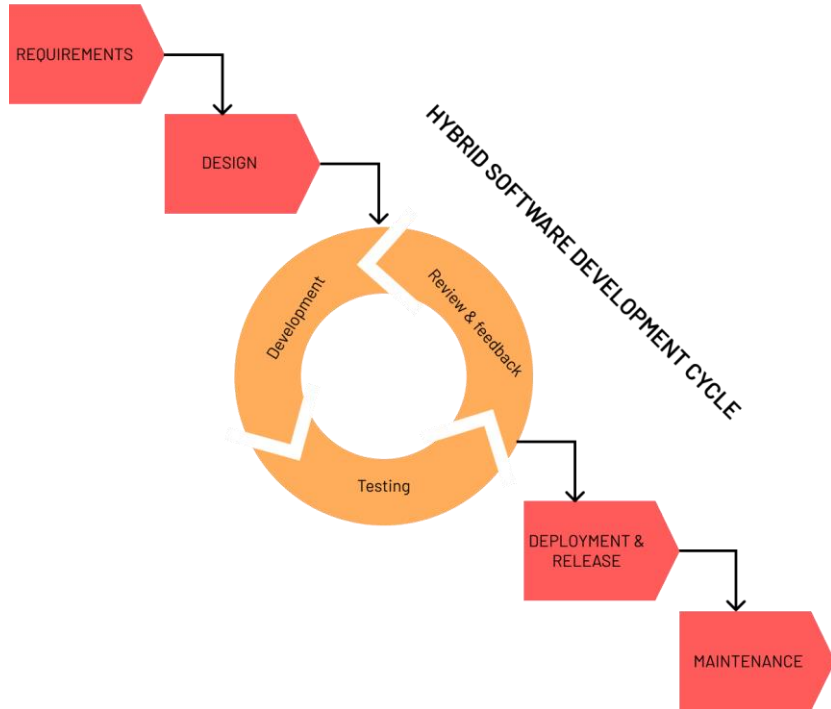 REQUIREMENTS
DESIGN
HYBRID SOFTWARE DEVELOPMENT CYCLE
Development
Review & feedback
Testing
DEPLOYMENT &
RELEASE
MAINTENANCE